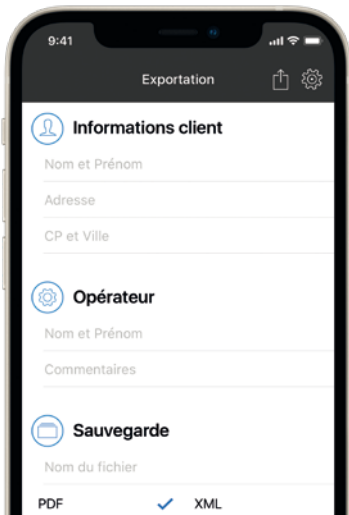 9:41
Exportation
Informations client
Nom et Prénom
Adresse
CP et Ville
Opérateur
Nom et Prénom
Commentaires
Sauvegarde
Nom du fichier
PDF XML